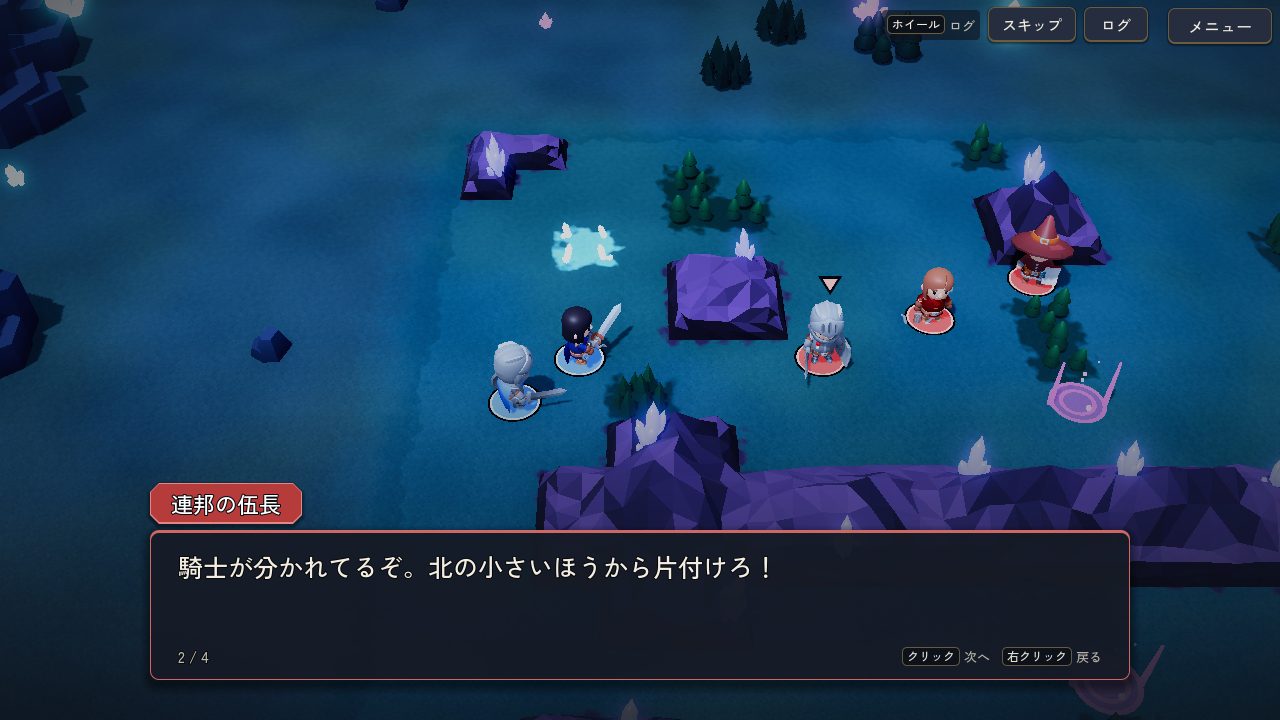 ホイール ログ スキップ ログ メニュー
連邦の伍長
騎士が分かれてるぞ。北の小さいほうから片付けろ！
2 / 4 クリック 次へ 右クリック 戻る